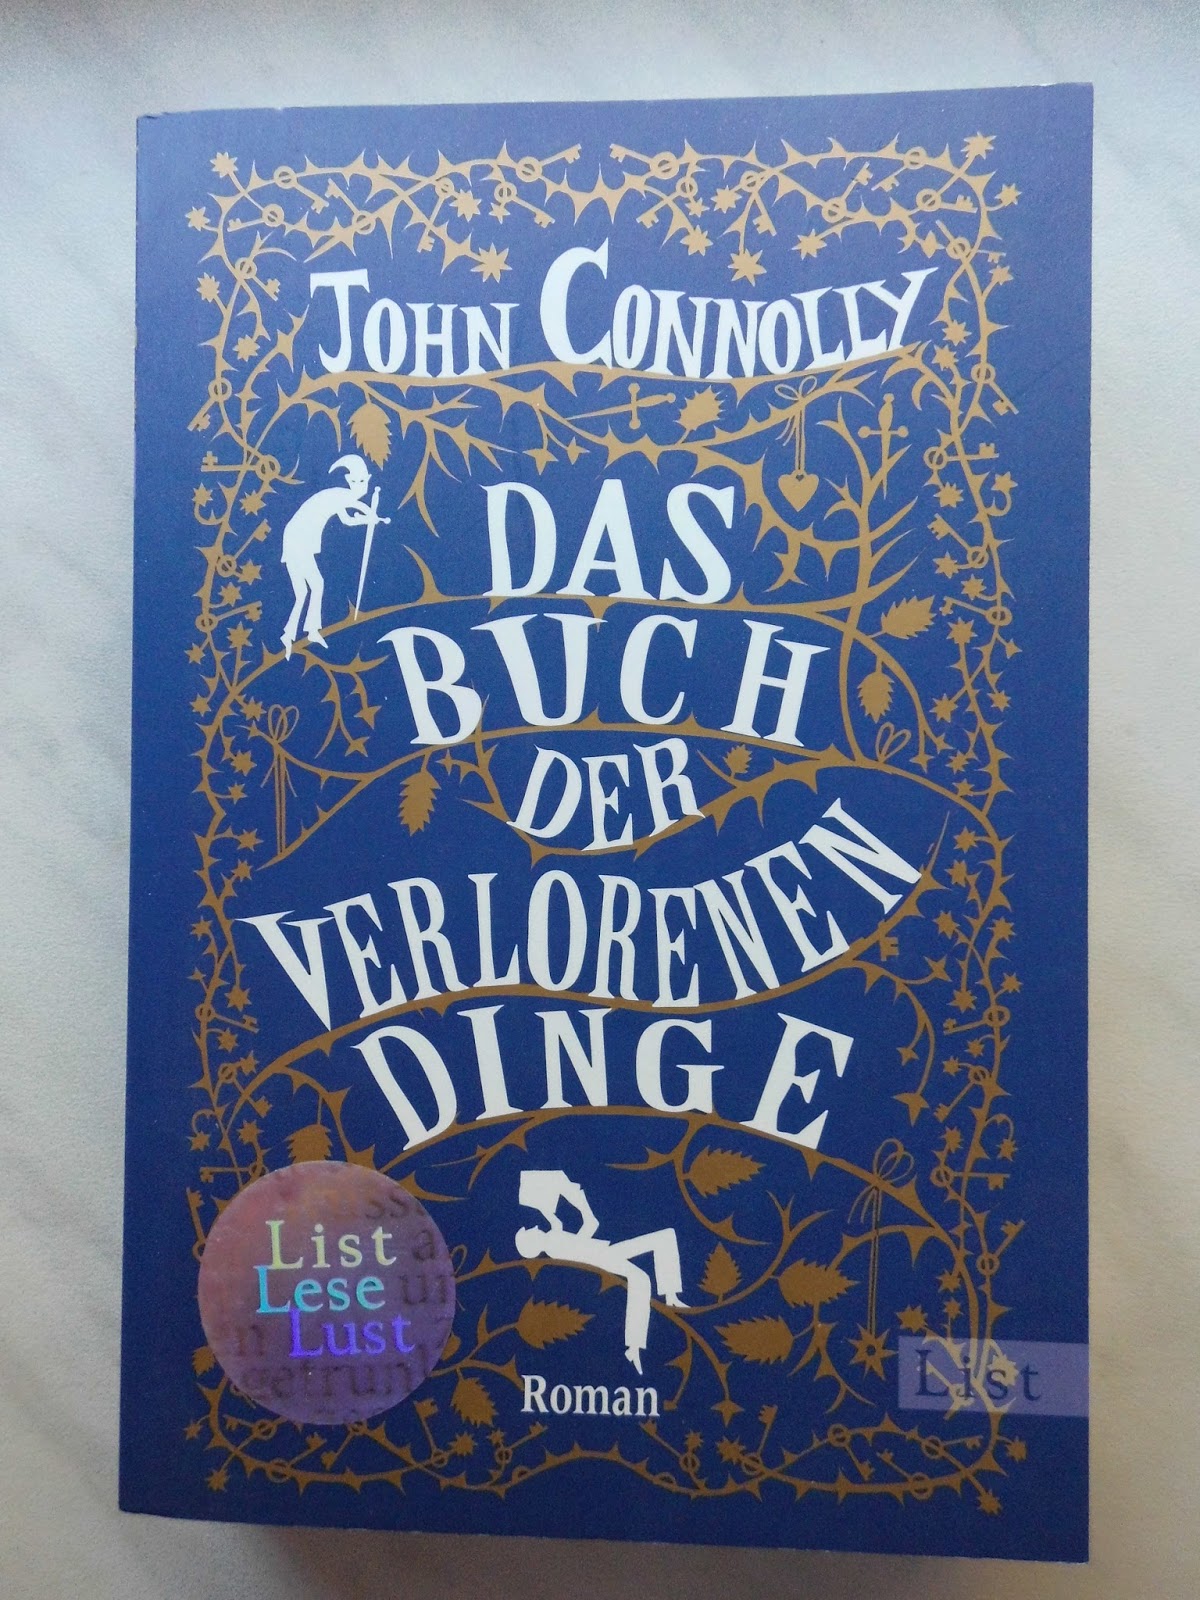 JOHN CONNOLLY
DAS
BUCH
DER
VERLORENEN
DINGE
List
Lese
Lust
Roman
List